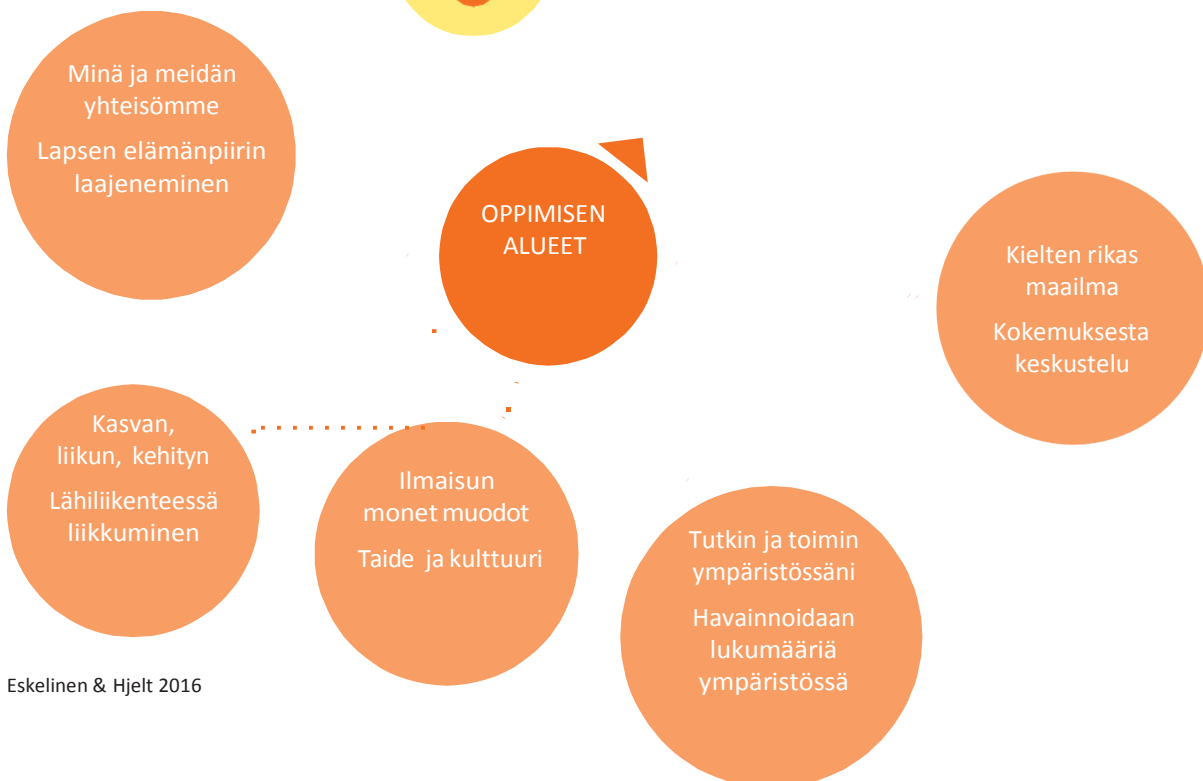 Minä ja meidän
yhteisömme
Lapsen elämänpiirin
laajeneminen
OPPIMISEN
ALUEET
Kielten rikas
maailma
Kokemuksesta
keskustelu
Kasvan,
liikun, kehityn
Lähiliikenteessä
liikkuminen
Ilmaisun
monet muodot
Taide ja kulttuuri
Tutkin ja toimin
ympäristössäni
Havainnoidaan
lukumääriä
ympäristössä
Eskelinen & Hjelt 2016